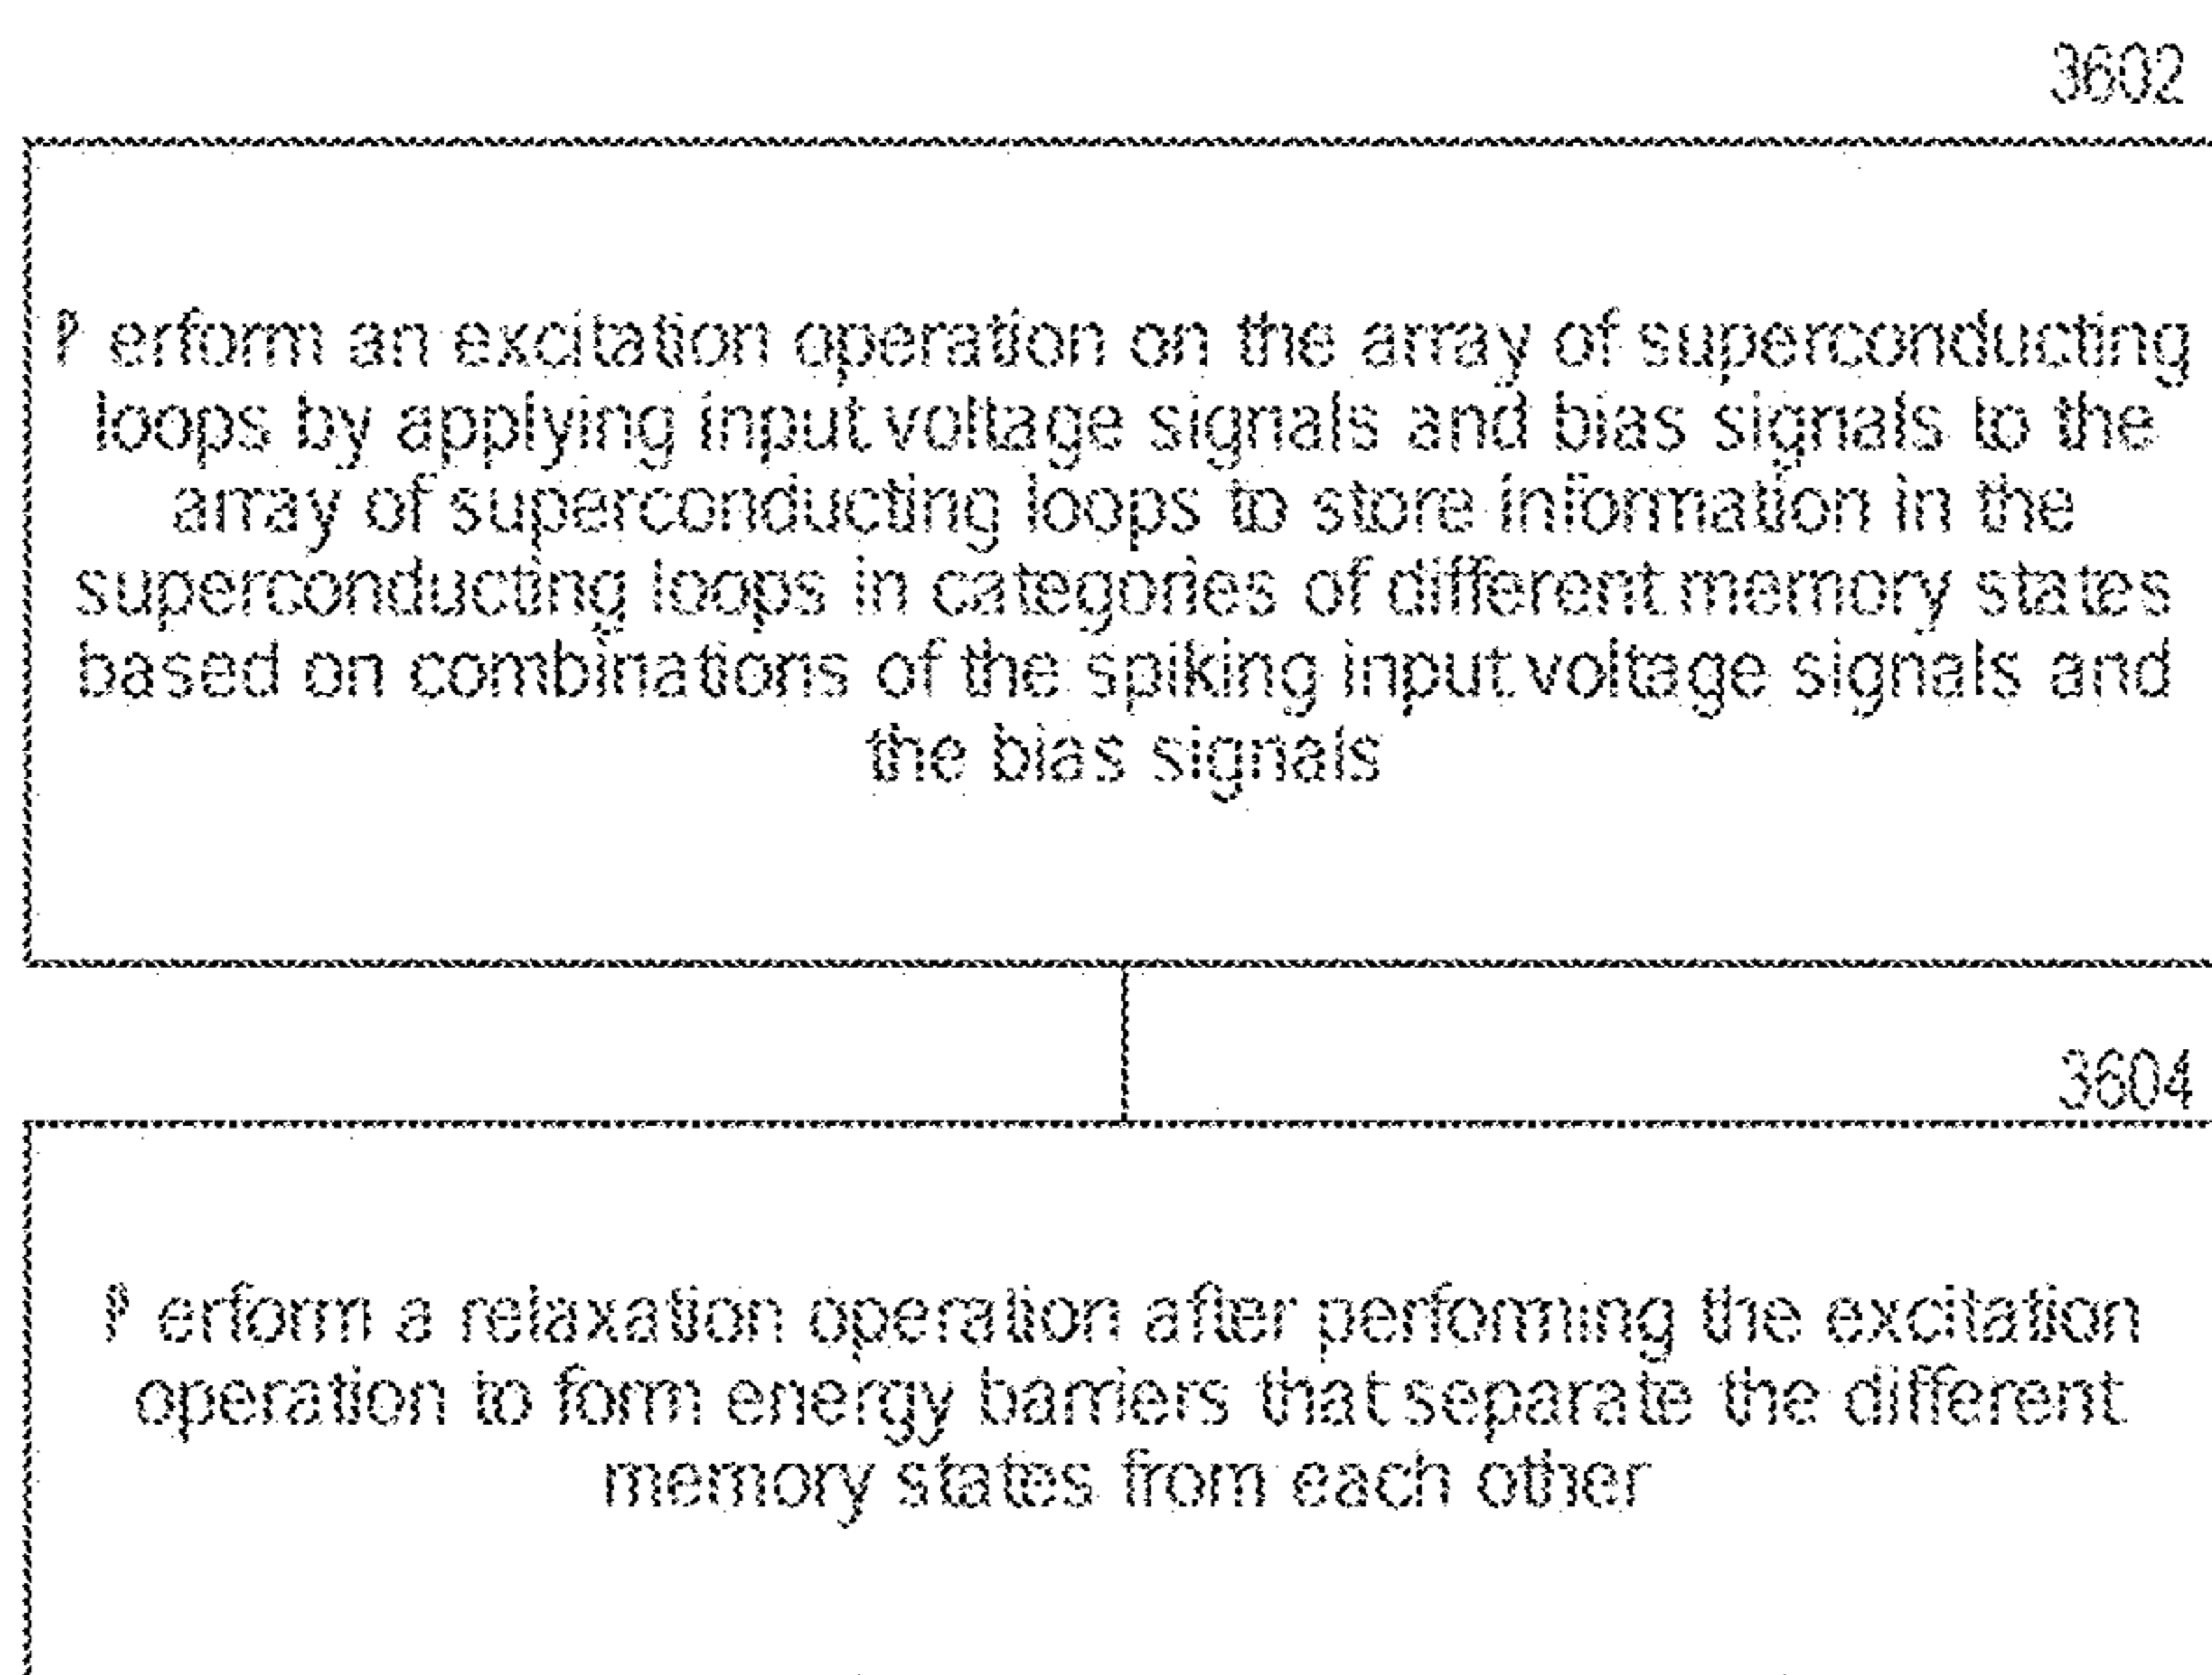 3602
P erform an excitation operation on the array of superconducting
loops by applying input voltage signals and bias signals to the
array of superconducting loops to store information in the
superconducting loops in categories of different memory states
based on combinations of the spiking input voltage signals and
the bias signals
3604
P erform a relaxation operation after performing the excitation
operation to form energy barriers that separate the different
memory states from each other